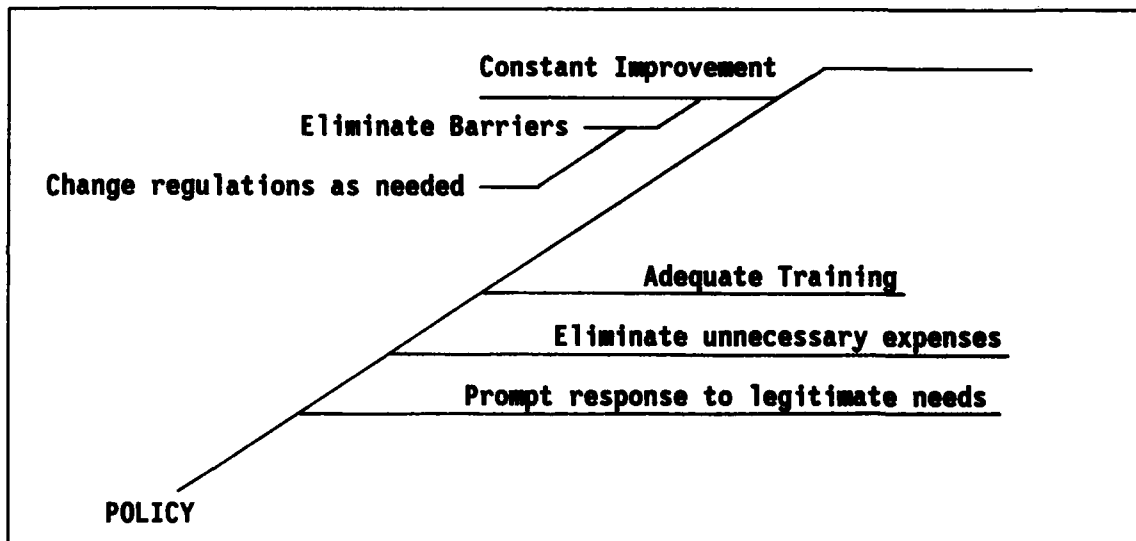 Constant Improvement
Eliminate Barriers
Change regulations as needed
Adequate Training
Eliminate unnecessary expenses
Prompt response to legitimate needs
POLICY